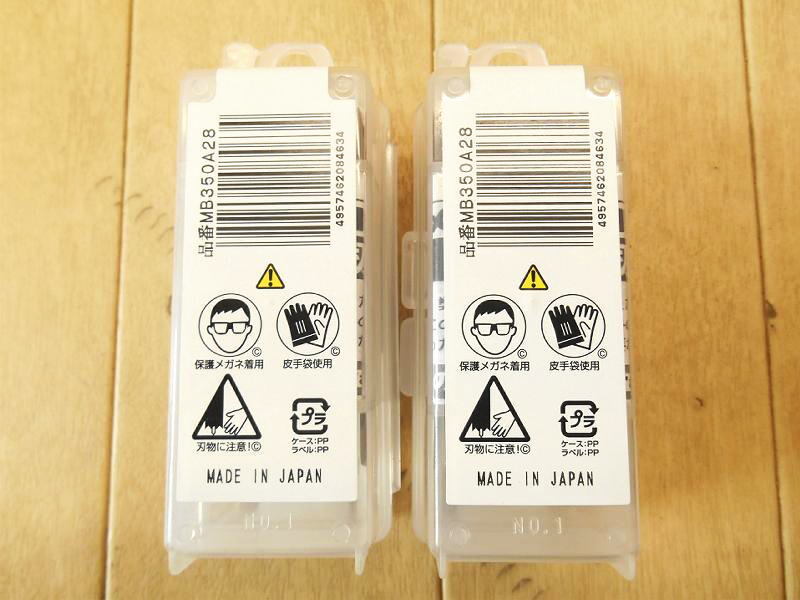 品番MB350A28
4957462084634
保護メガネ着用
©
皮手袋使用
©
刃物に注意!©
プラ
ケース:PP
ラベル:PP
MADE IN JAPAN
NO.1
品番MB350A28
4957462084634
保護メガネ着用
©
皮手袋使用
©
刃物に注意!©
プラ
ケース:PP
ラベル:PP
MADE IN JAPAN
NO.1